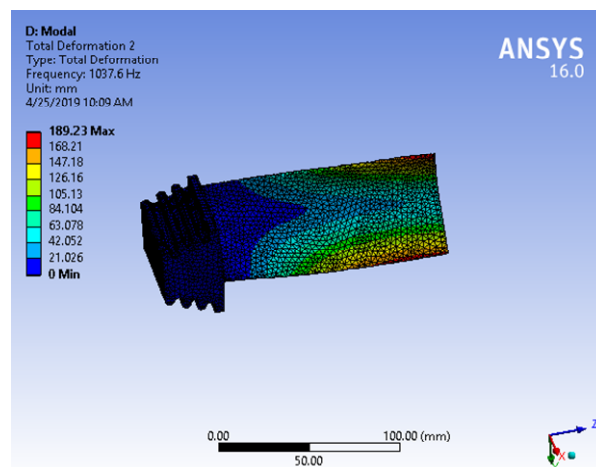 D: Modal
Total Deformation 2
Type: Total Deformation
Frequency: 1037.6 Hz
Unit: mm
4/25/2019 10:09 AM
189.23 Max
168.21
147.18
126.16
105.13
84.104
63.078
42.052
21.026
0 Min
ANSYS
16.0
0.00
100.00 (mm)
50.00
Z
X